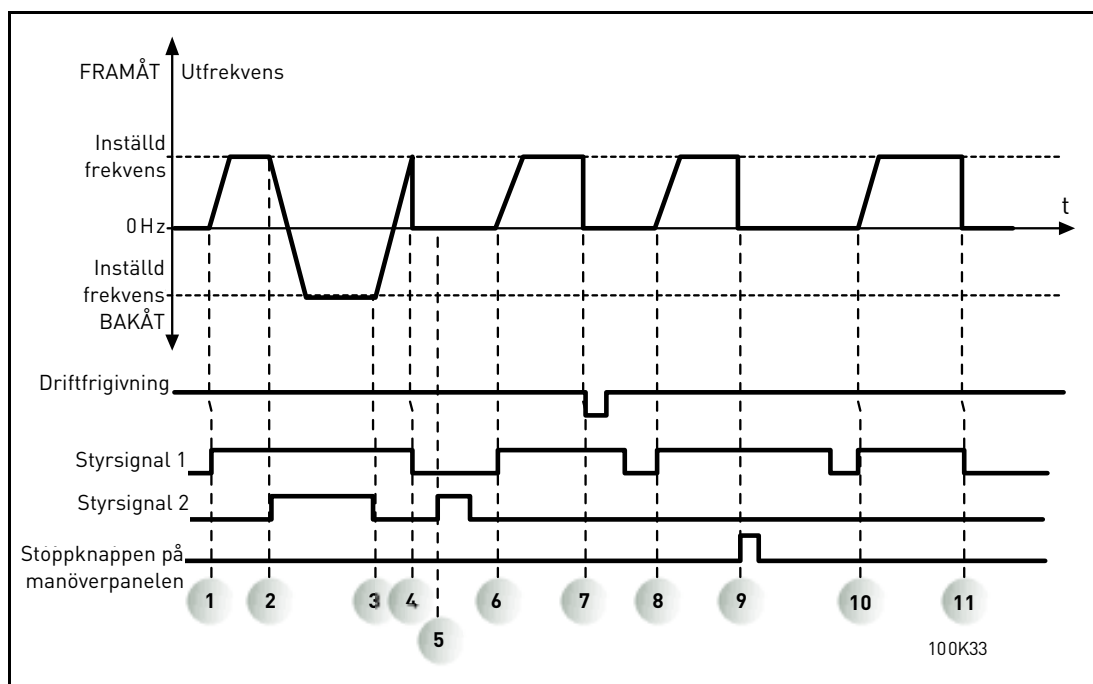 FRAMÅT Utfrekvens
Inställd
frekvens
t
0 Hz
Inställd
frekvens
BAKÅT
Driftfrigivning
Styrsignal 1
Styrsignal 2
Stoppknappen på
manöverpanelen
1 2 3 4 6 7 8 9 10 11
5
100K33